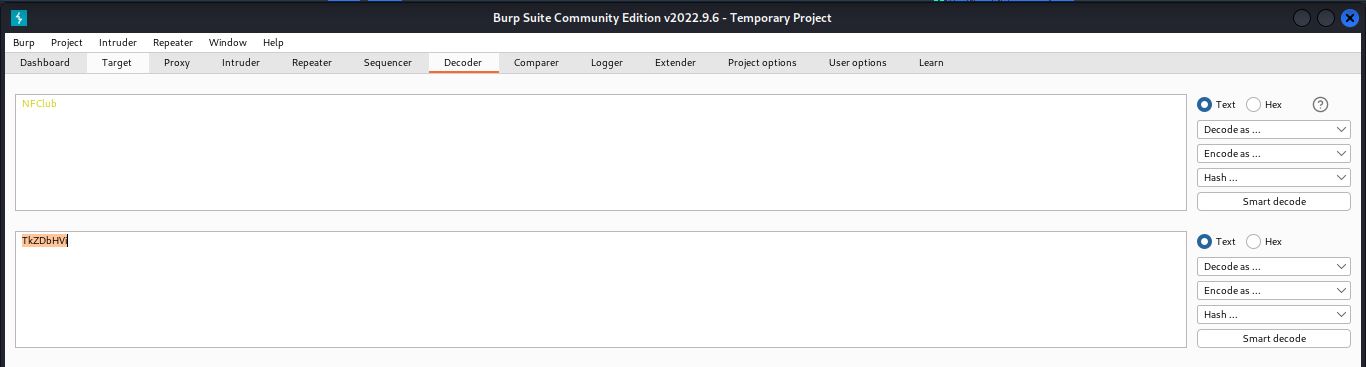 Burp Suite Community Edition v2022.9.6 - Temporary Project
Burp Project Intruder Repeater Window Help
Dashboard Target Proxy Intruder Repeater Sequencer Decoder Comparer Logger Extender Project options User options Learn
NFClub
Text Hex ?
Decode as ...
Encode as ...
Hash ...
Smart decode
TkZDbHVi
Text Hex
Decode as ...
Encode as ...
Hash ...
Smart decode